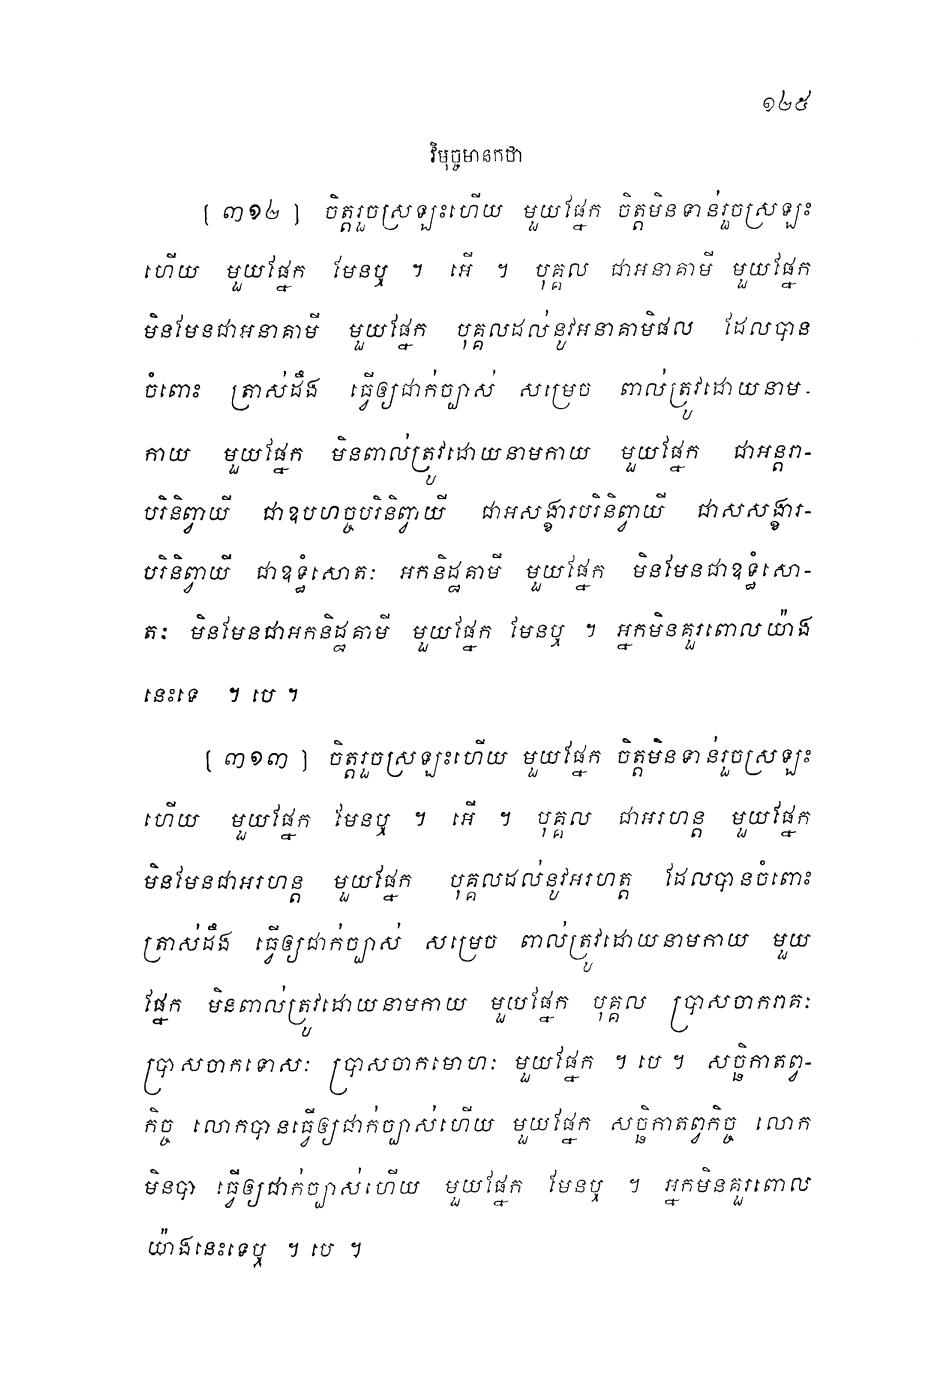 ១២៥
វិមុច្ចមានកថា
[ ៣១២ ] ចិត្តរួចស្រឡះហើយ មួយផ្នែក ចិត្តមិនទាន់រួចស្រឡះ
ហើយ មួយផ្នែក មែនឬ ។ អើ ។ បុគ្គល ជាអនាគាមី មួយផ្នែក
មិនមែនជាអនាគាមី មួយផ្នែក បុគ្គលដល់នូវអនាគាមិផល ដែលបាន
ចំពោះ ត្រាស់ដឹង ធ្វើឲ្យជាក់ច្បាស់ សម្រេច ពាល់ត្រូវដោយនាម-
កាយ មួយផ្នែក មិនពាល់ត្រូវដោយនាមកាយ មួយផ្នែក ជាអន្តរា-
បរិនិព្វាយី ជាឧបហច្ចបរិនិព្វាយី ជាអសង្ខារបរិនិព្វាយី ជាសសង្ខារ-
បរិនិព្វាយី ជាឧទ្ធំសោតៈ អកនិដ្ឋគាមី មួយផ្នែក មិនមែនជាឧទ្ធំសោ-
តៈ មិនមែនជាអកនិដ្ឋគាមី មួយផ្នែក មែនឬ ។ អ្នកមិនគួរពោលយ៉ាង
នេះទេ ។ បេ ។
[ ៣១៣ ] ចិត្តរួចស្រឡះហើយ មួយផ្នែក ចិត្តមិនទាន់រួចស្រឡះ
ហើយ មួយផ្នែក មែនឬ ។ អើ ។ បុគ្គល ជាអរហន្ត មួយផ្នែក
មិនមែនជាអរហន្ត មួយផ្នែក បុគ្គលដល់នូវអរហត្ត ដែលបានចំពោះ
ត្រាស់ដឹង ធ្វើឲ្យជាក់ច្បាស់ សម្រេច ពាល់ត្រូវដោយនាមកាយ មួយ
ផ្នែក មិនពាល់ត្រូវដោយនាមកាយ មួយផ្នែក បុគ្គល ប្រាសចាករាគៈ
ប្រាសចាកទោសៈ ប្រាសចាកមោហៈ មួយផ្នែក ។ បេ ។ សច្ឆិកាតព្វ-
កិច្ច លោកបានធ្វើឲ្យជាក់ច្បាស់ហើយ មួយផ្នែក សច្ឆិកាតព្វកិច្ច លោក
មិនបា ធ្វើឲ្យជាក់ច្បាស់ហើយ មួយផ្នែក មែនឬ ។ អ្នកមិនគួរពោល
យ៉ាងនេះទេឬ ។ បេ ។